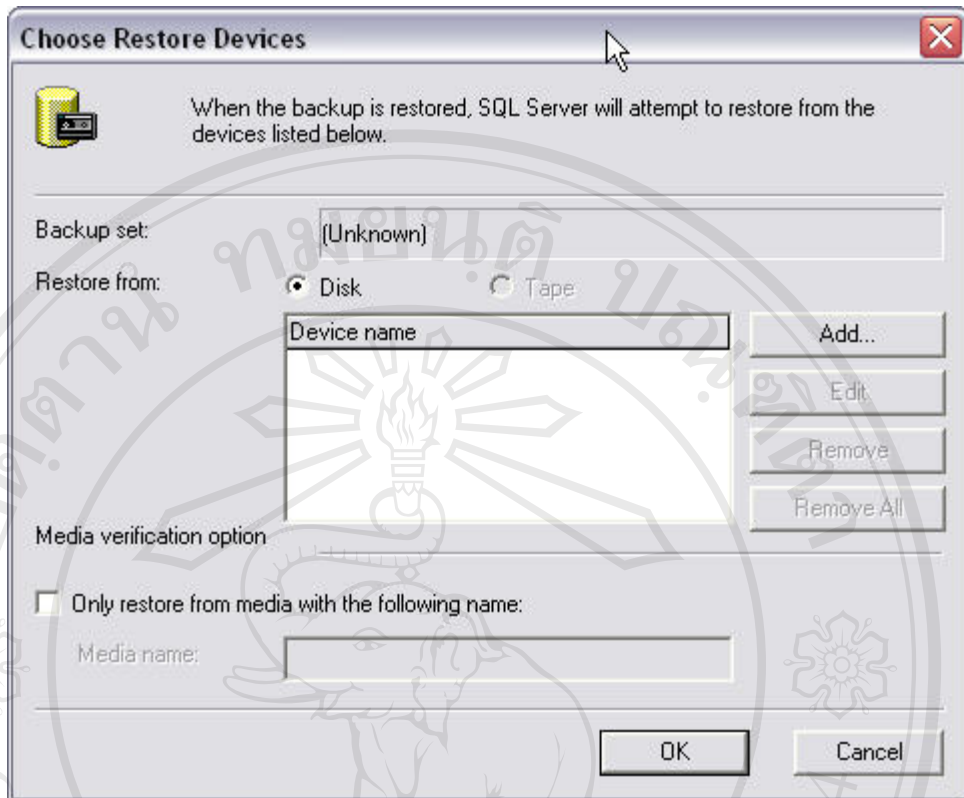 Choose Restore Devices
When the backup is restored, SQL Server will attempt to restore from the
devices listed below.
Backup set:
(Unknown)
Restore from:
Disk
Tape
Device name
Add...
Edit
Remove
Remove All
Media verification option
Only restore from media with the following name:
Media name:
OK
Cancel